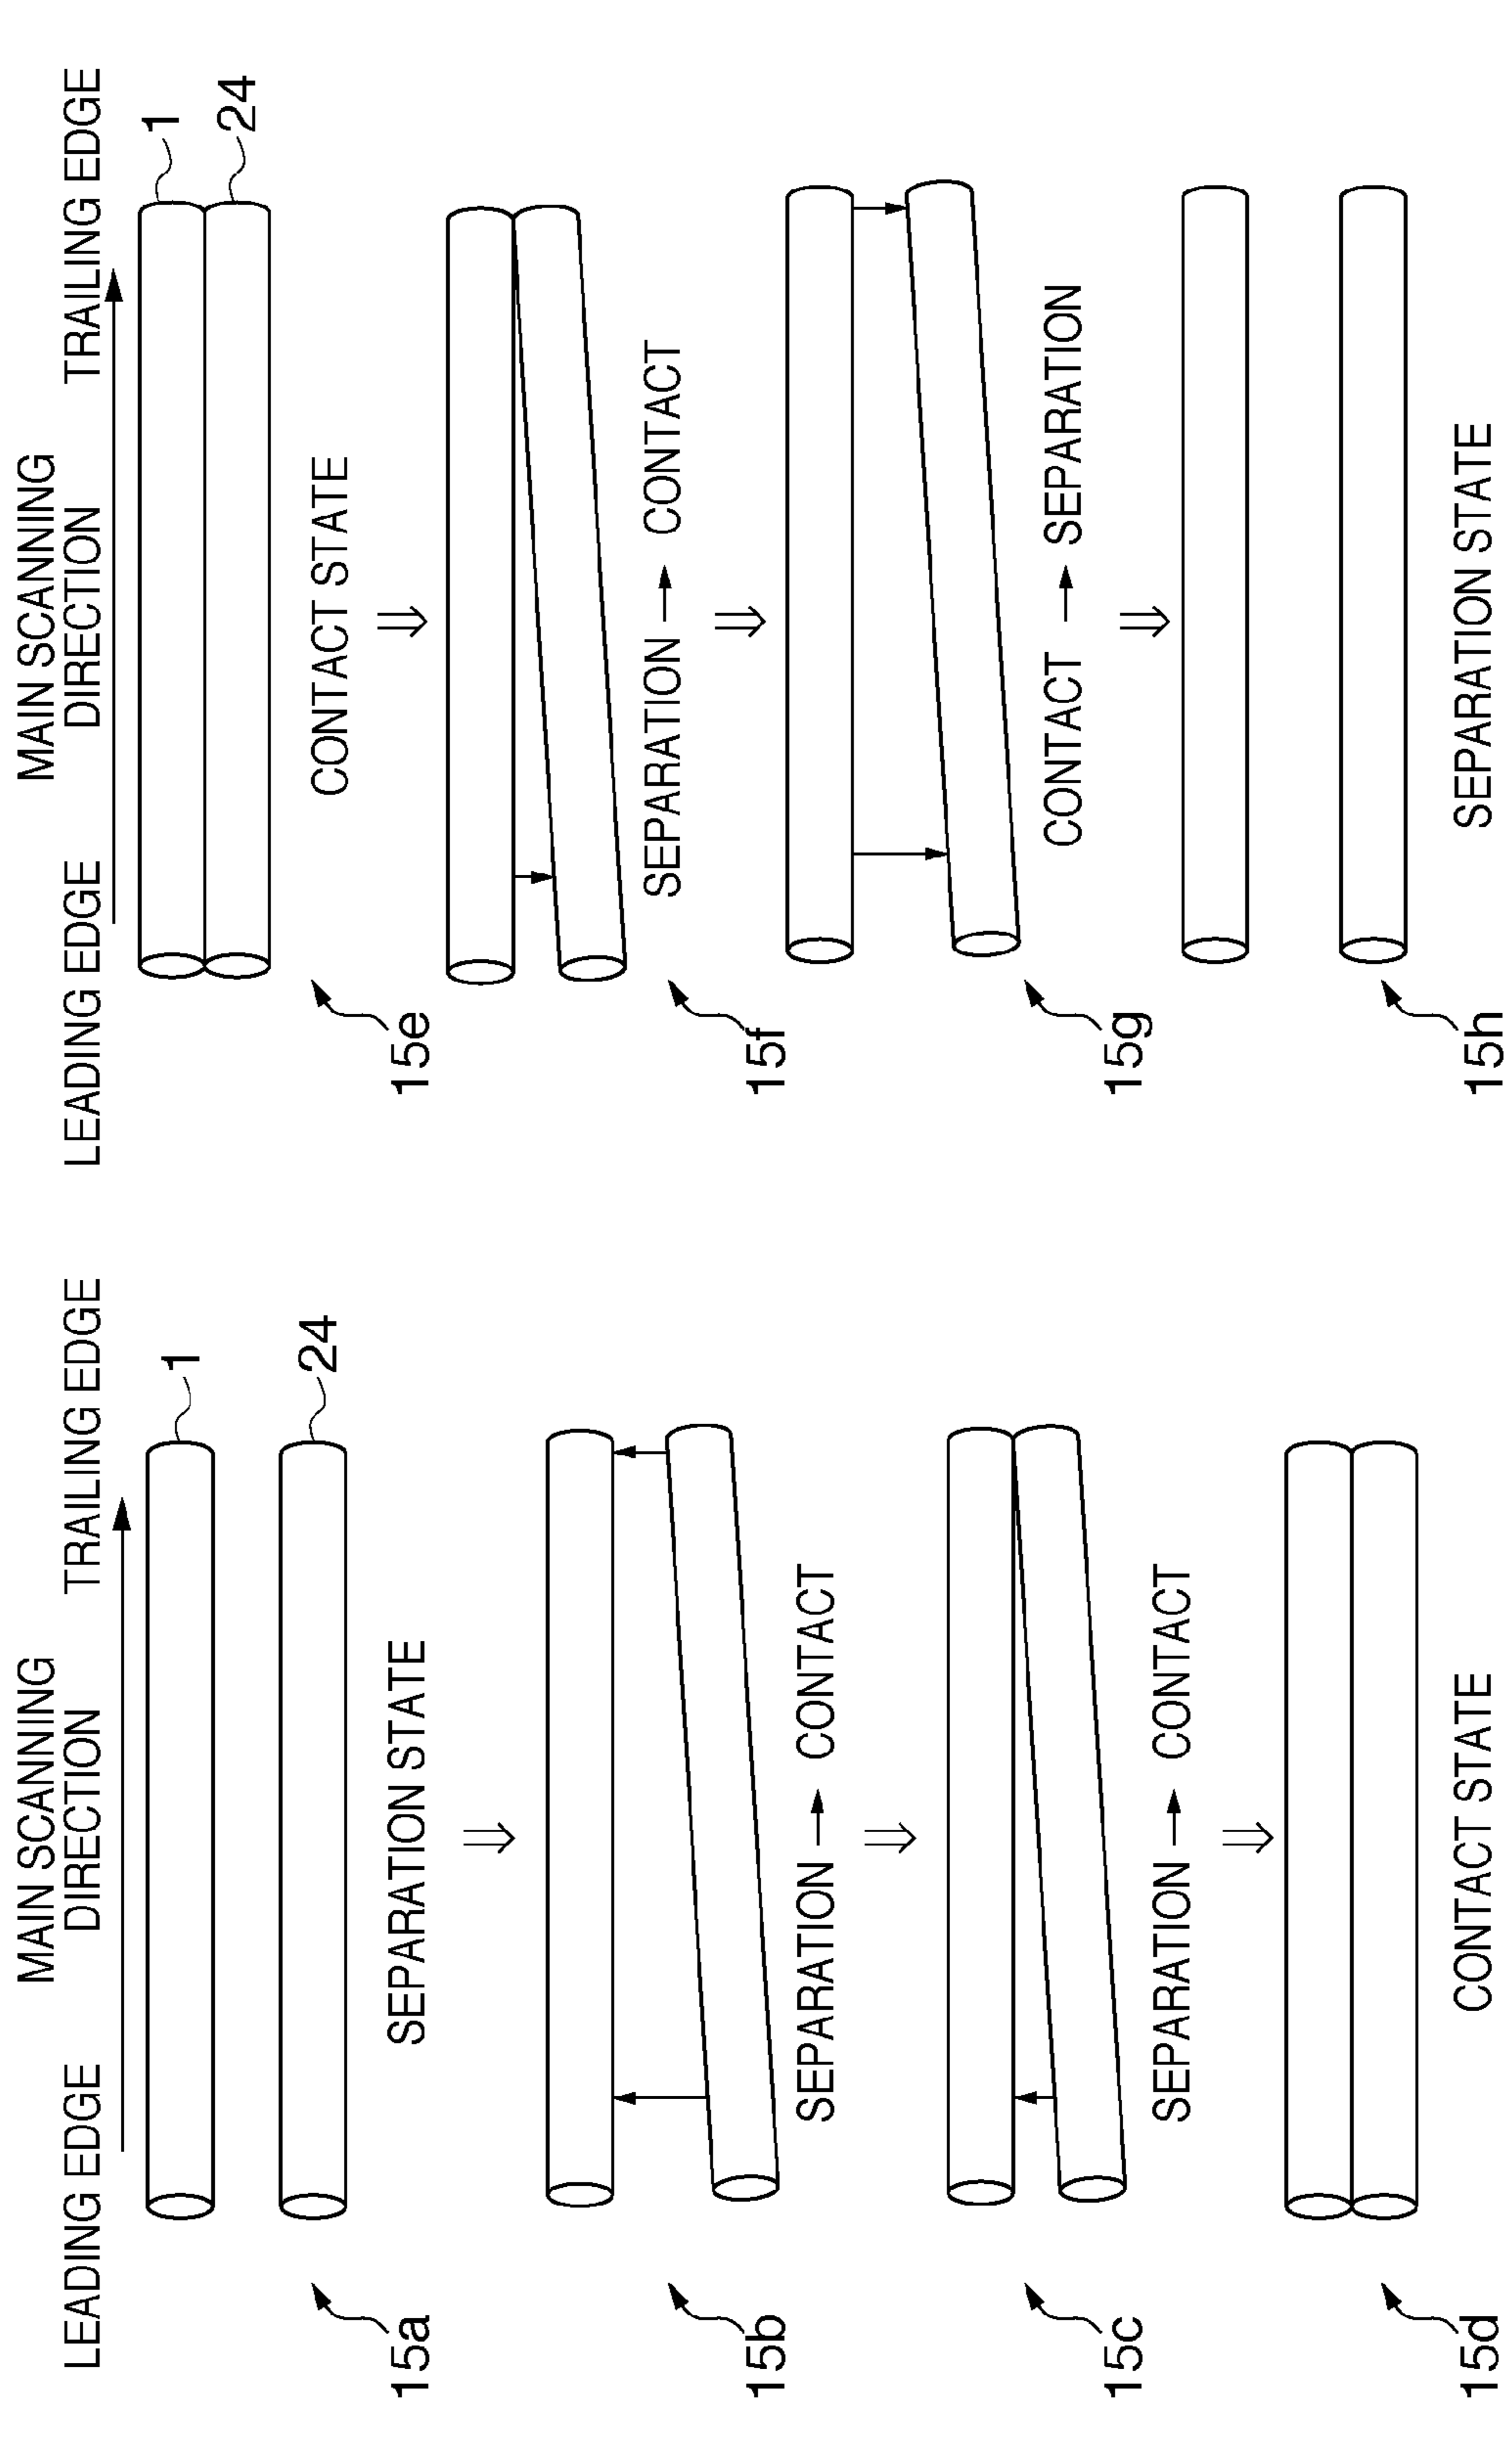 MAIN SCANNING
DIRECTION
LEADING EDGE
TRAILING EDGE
1
24
15a
SEPARATION STATE
15b
SEPARATION → CONTACT
15c
SEPARATION → CONTACT
15d
CONTACT STATE
MAIN SCANNING
DIRECTION
LEADING EDGE
TRAILING EDGE
1
24
15e
CONTACT STATE
15f
SEPARATION → CONTACT
15g
CONTACT → SEPARATION
15h
SEPARATION STATE